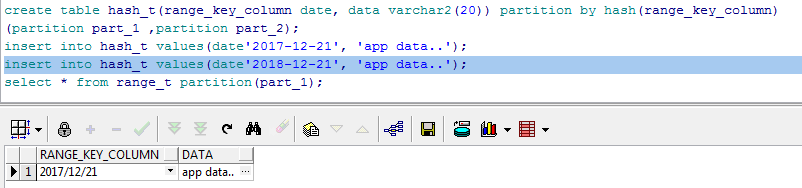 create table hash_t(range_key_column date, data varchar2(20)) partition by hash(range_key_column)
(partition part_1 ,partition part_2);
insert into hash_t values(date'2017-12-21', 'app data..');
insert into hash_t values(date'2018-12-21', 'app data..');
select * from range_t partition(part_1);
RANGE_KEY_COLUMN DATA
1 2017/12/21 app data.. ...